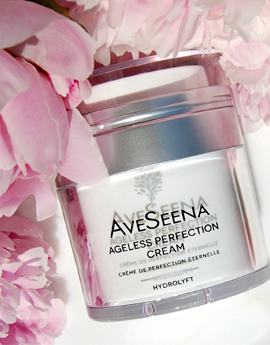 AVESEENA
AGELESS PERFECTION
CREAM
CRÈME DE PERFECTION ÉTERNELLE
HYDROLYFT